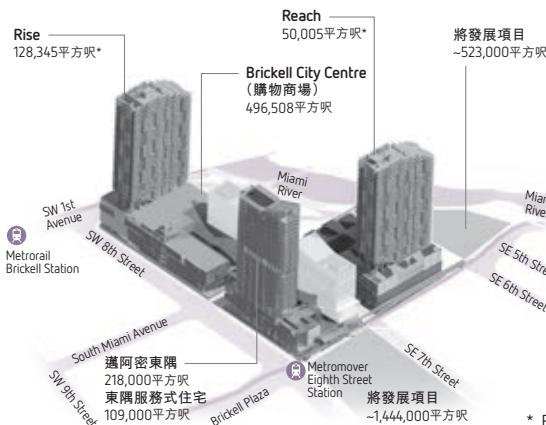 Rise
128,345平方呎*
Reach
50,005平方呎*
將發展項目
~523,000平方呎
Brickell City Centre
（購物商場）
496,508平方呎
Miami
River
SW 1st
Avenue
Metrorail
Brickell Station
SW 8th Street
SE 5th
SE 6th Street
South Miami Avenue
SE 7th Street
SW 9th Street
邁阿密東隅
218,000平方呎
東隅服務式住宅
109,000平方呎
Brickell Plaza
Metromover
Eighth Street
Station
將發展項目
~1,444,000平方呎
*